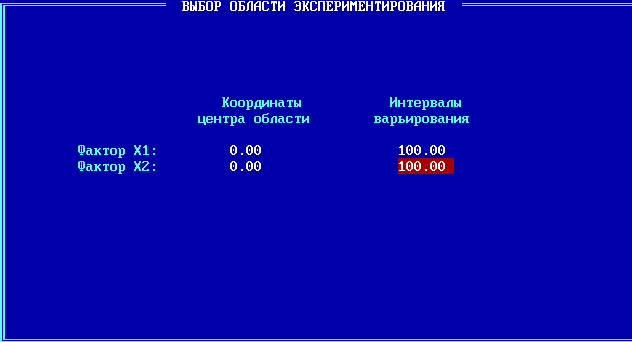 ВЫБОР ОБЛАСТИ ЭКСПЕРИМЕНТИРОВАНИЯ
Координаты Интервалы
центра области варьирования
Фактор X1: 0.00 100.00
Фактор X2: 0.00 100.00